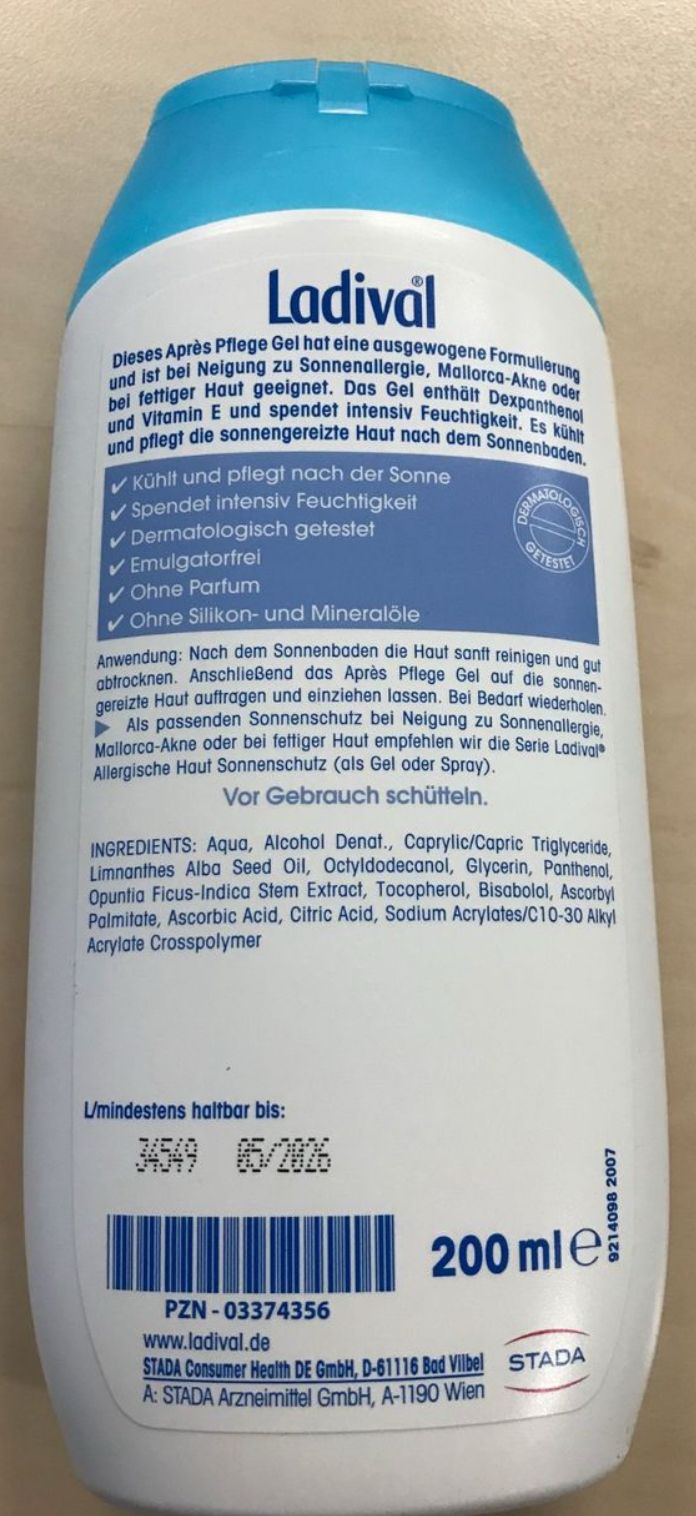 Ladival®
Dieses Après Pflege Gel hat eine ausgewogene Formulierung
und ist bei Neigung zu Sonnenallergie, Mallorca-Akne oder
bei fettiger Haut geeignet. Das Gel enthält Dexpanthenol
und Vitamin E und spendet intensiv Feuchtigkeit. Es kühlt
und pflegt die sonnengereizte Haut nach dem Sonnenbaden.
✓ Kühlt und pflegt nach der Sonne
✓ Spendet intensiv Feuchtigkeit
✓ Dermatologisch getestet
✓ Emulgatorfrei
✓ Ohne Parfum
✓ Ohne Silikon- und Mineralöle
DERMATOLOGISCH
GETESTET
Anwendung: Nach dem Sonnenbaden die Haut sanft reinigen und gut
abtrocknen. Anschließend das Après Pflege Gel auf die sonnen-
gereizte Haut auftragen und einziehen lassen. Bei Bedarf wiederholen.
▶ Als passenden Sonnenschutz bei Neigung zu Sonnenallergie,
Mallorca-Akne oder bei fettiger Haut empfehlen wir die Serie Ladival®
Allergische Haut Sonnenschutz (als Gel oder Spray).
Vor Gebrauch schütteln.
INGREDIENTS: Aqua, Alcohol Denat., Caprylic/Capric Triglyceride,
Limnanthes Alba Seed Oil, Octyldodecanol, Glycerin, Panthenol,
Opuntia Ficus-Indica Stem Extract, Tocopherol, Bisabolol, Ascorbyl
Palmitate, Ascorbic Acid, Citric Acid, Sodium Acrylates/C10-30 Alkyl
Acrylate Crosspolymer
L/mindestens haltbar bis:
34549 05/2026
200 ml e
9214098 2007
PZN - 03374356
www.ladival.de
STADA Consumer Health DE GmbH, D-61116 Bad Vilbel
A: STADA Arzneimittel GmbH, A-1190 Wien
STADA